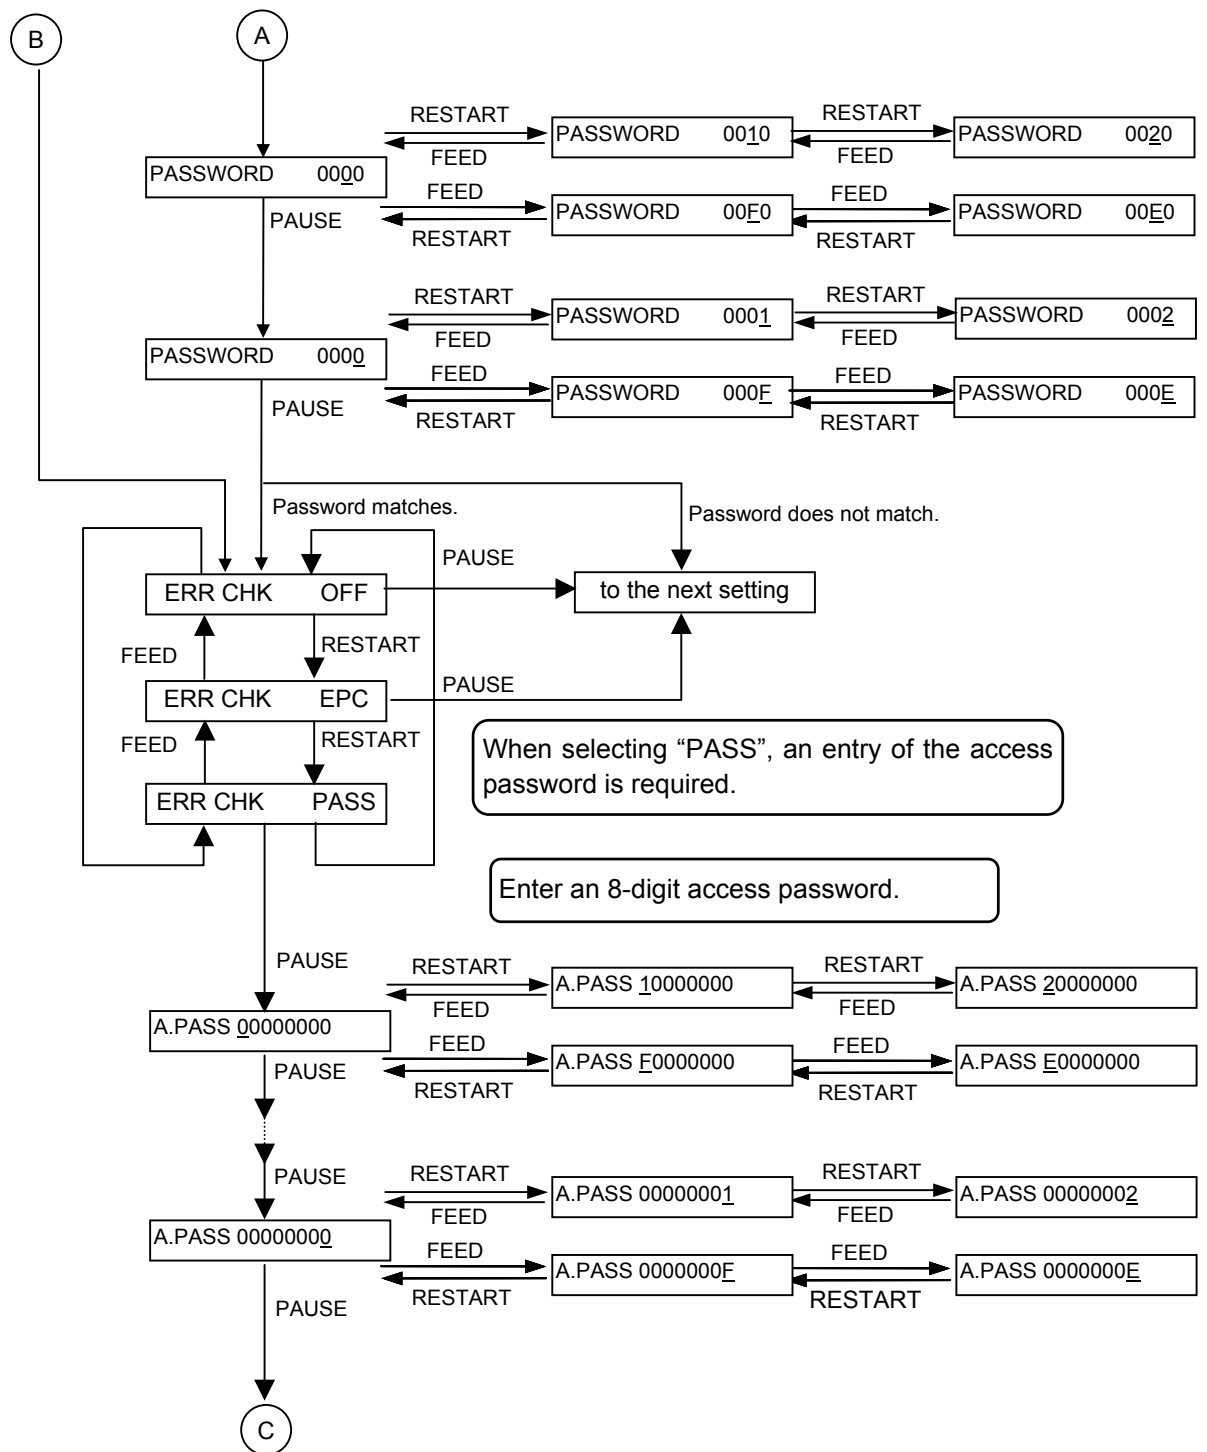 B
A
RESTART
RESTART
PASSWORD 0010
PASSWORD 0020
FEED
FEED
PASSWORD 0000
FEED
FEED
PAUSE
PASSWORD 00F0
PASSWORD 00E0
RESTART
RESTART
RESTART
RESTART
PASSWORD 0001
PASSWORD 0002
FEED
FEED
PASSWORD 0000
FEED
FEED
PASSWORD 000F
PASSWORD 000E
PAUSE
RESTART
RESTART
Password matches.
Password does not match.
PAUSE
ERR CHK OFF
to the next setting
FEED
RESTART
ERR CHK EPC
PAUSE
FEED
RESTART
When selecting “PASS”, an entry of the access
password is required.
ERR CHK PASS
Enter an 8-digit access password.
PAUSE
RESTART
RESTART
A.PASS 10000000
A.PASS 20000000
FEED
FEED
A.PASS 00000000
FEED
FEED
A.PASS F0000000
A.PASS E0000000
PAUSE
RESTART
RESTART
PAUSE
RESTART
RESTART
A.PASS 00000001
A.PASS 00000002
FEED
FEED
A.PASS 00000000
FEED
FEED
A.PASS 0000000F
A.PASS 0000000E
RESTART
RESTART
PAUSE
C